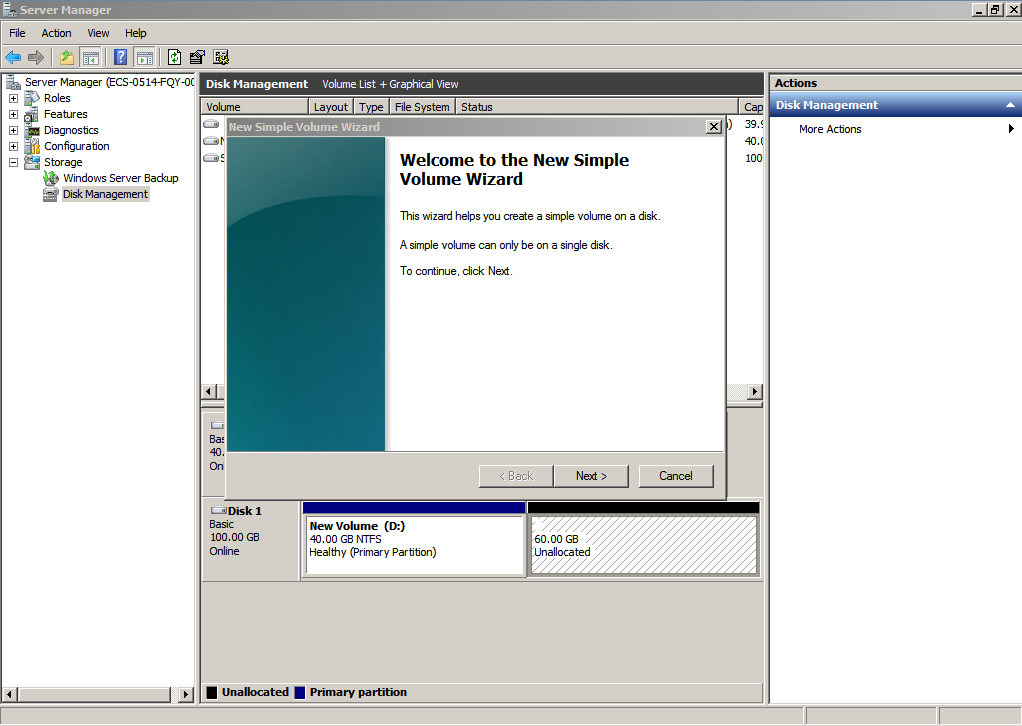 Server Manager
File Action View Help
Server Manager (ECS-0514-FQY-00
Roles
Features
Diagnostics
Configuration
Storage
Windows Server Backup
Disk Management
Disk Management Volume List + Graphical View
Volume Layout Type File System Status Cap
39.9
40.0
100
New Simple Volume Wizard
Welcome to the New Simple
Volume Wizard
This wizard helps you create a simple volume on a disk.
A simple volume can only be on a single disk.
To continue, click Next.
< Back Next > Cancel
Bas
40.
On
Disk 1
Basic
100.00 GB
Online
New Volume (D:)
40.00 GB NTFS
Healthy (Primary Partition)
60.00 GB
Unallocated
Unallocated Primary partition
Actions
Disk Management
More Actions